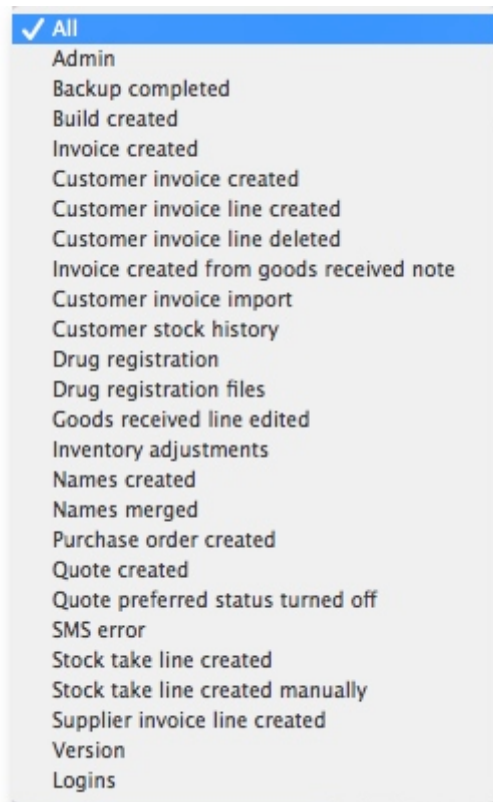 All
Admin
Backup completed
Build created
Invoice created
Customer invoice created
Customer invoice line created
Customer invoice line deleted
Invoice created from goods received note
Customer invoice import
Customer stock history
Drug registration
Drug registration files
Goods received line edited
Inventory adjustments
Names created
Names merged
Purchase order created
Quote created
Quote preferred status turned off
SMS error
Stock take line created
Stock take line created manually
Supplier invoice line created
Version
Logins